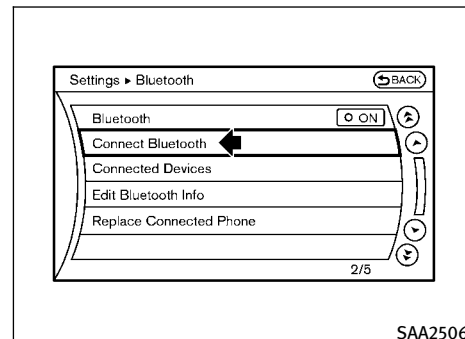 Settings ▸ Bluetooth BACK
Bluetooth ON
Connect Bluetooth
Connected Devices
Edit Bluetooth Info
Replace Connected Phone
2/5
SAA2506